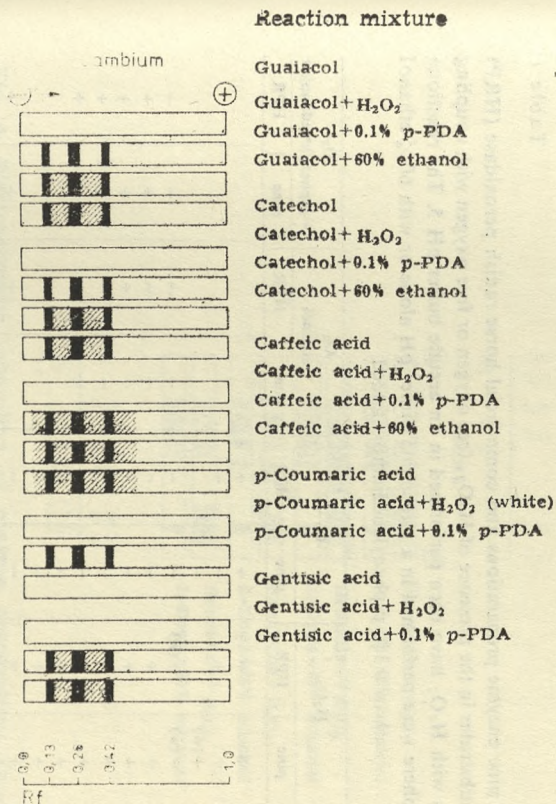 Reaction mixture
ambium
Guaiacol
⊕
Guaiacol+H₂O₂
Guaiacol+0.1% p-PDA
Guaiacol+60% ethanol
Catechol
Catechol+H₂O₂
Catechol+0.1% p-PDA
Catechol+60% ethanol
Caffeic acid
Caffeic acid+H₂O₂
Caffeic acid+0.1% p-PDA
Caffeic acid+60% ethanol
p-Coumaric acid
p-Coumaric acid+H₂O₂ (white)
p-Coumaric acid+0.1% p-PDA
Gentisic acid
Gentisic acid+H₂O₂
Gentisic acid+0.1% p-PDA
0,0 0,13 0,26 0,42 1,0
Rf